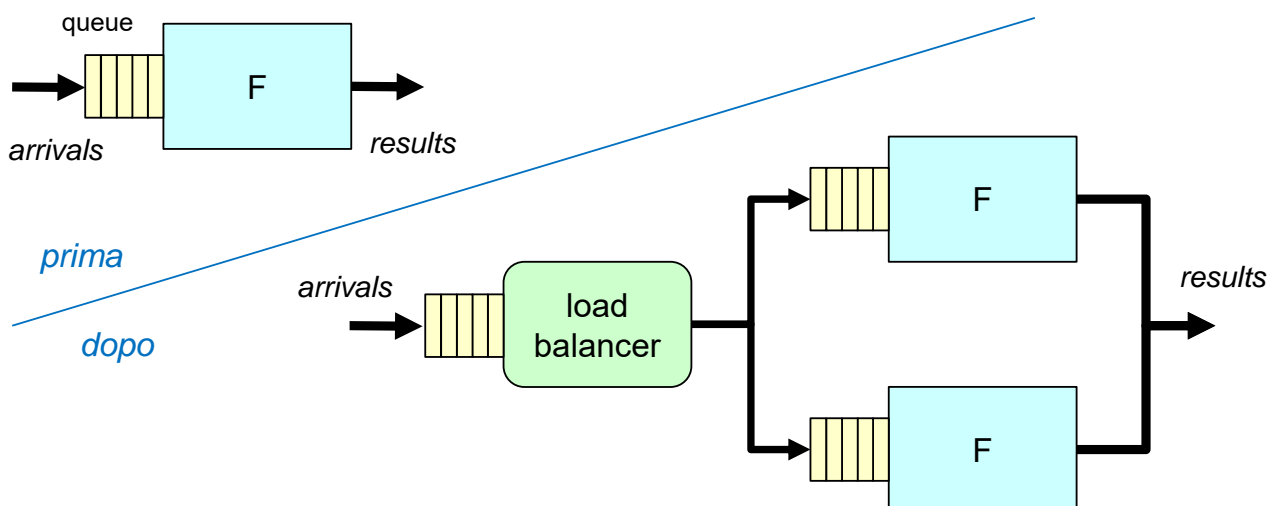 queue
F
arrivals
results
prima
dopo
arrivals
load
balancer
F
F
results